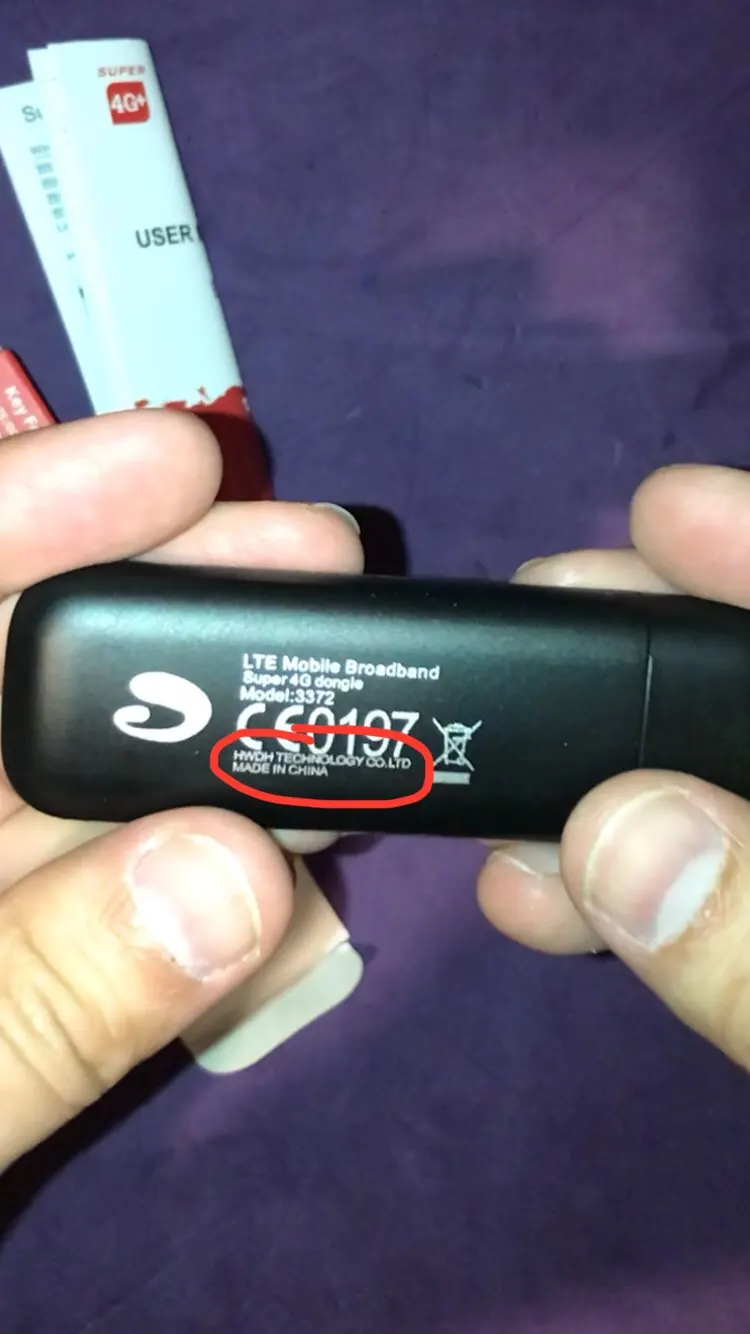 SUPER
4G+
USER
Key
LTE Mobile Broadband
Super 4G dongle
Model:3372
CE0197
HWDH TECHNOLOGY CO.LTD
MADE IN CHINA